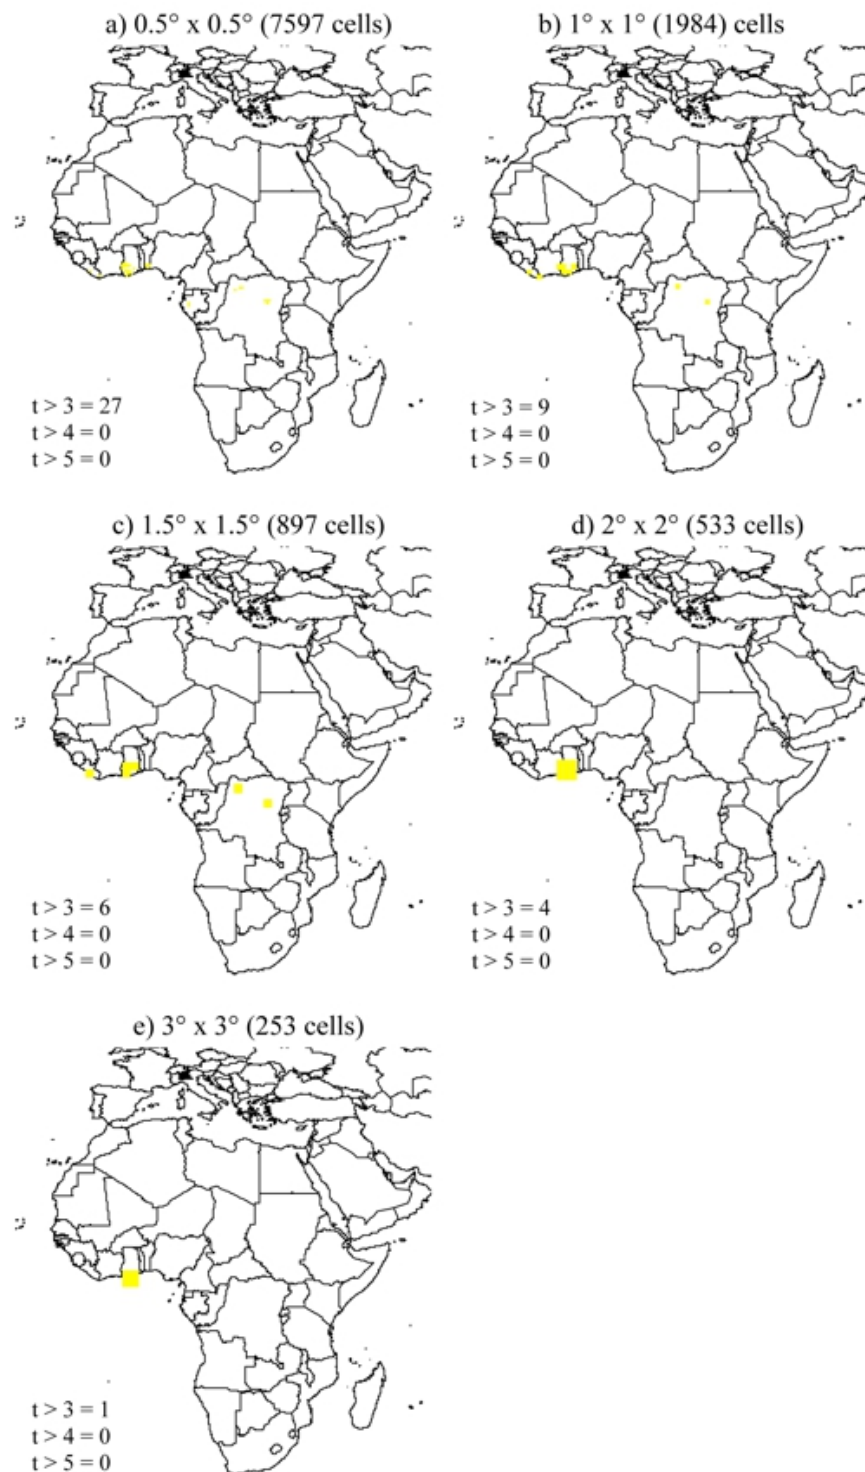 a) 0.5° x 0.5° (7597 cells)
t > 3 = 27
t > 4 = 0
t > 5 = 0
b) 1° x 1° (1984) cells
t > 3 = 9
t > 4 = 0
t > 5 = 0
c) 1.5° x 1.5° (897 cells)
t > 3 = 6
t > 4 = 0
t > 5 = 0
d) 2° x 2° (533 cells)
t > 3 = 4
t > 4 = 0
t > 5 = 0
e) 3° x 3° (253 cells)
t > 3 = 1
t > 4 = 0
t > 5 = 0